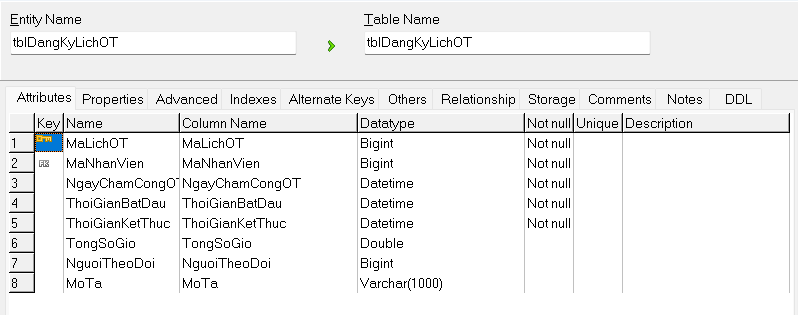 Entity Name Table Name
tblDangKyLichOT tblDangKyLichOT
Attributes Properties Advanced Indexes Alternate Keys Others Relationship Storage Comments Notes DDL
Key Name Column Name Datatype Not null Unique Description
1 MaLichOT MaLichOT Bigint Not null
2 FK MaNhanVien MaNhanVien Bigint Not null
3 NgayChamCongOT NgayChamCongOT Datetime Not null
4 ThoiGianBatDau ThoiGianBatDau Datetime Not null
5 ThoiGianKetThuc ThoiGianKetThuc Datetime Not null
6 TongSoGio TongSoGio Double
7 NguoiTheoDoi NguoiTheoDoi Bigint
8 MoTa MoTa Varchar(1000)